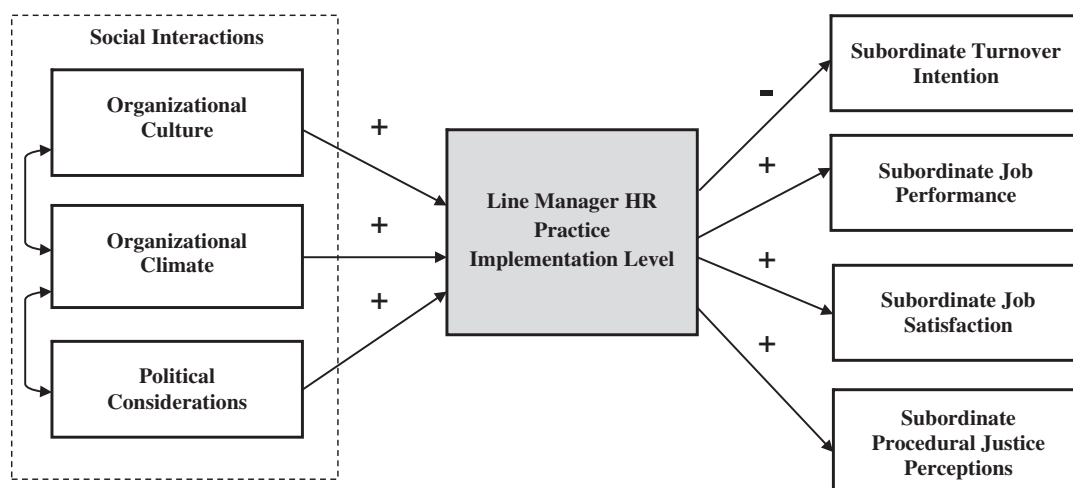 Social Interactions
Organizational
Culture
Organizational
Climate
Political
Considerations
+
+
+
Line Manager HR
Practice
Implementation Level
-
+
+
+
Subordinate Turnover
Intention
Subordinate Job
Performance
Subordinate Job
Satisfaction
Subordinate
Procedural Justice
Perceptions